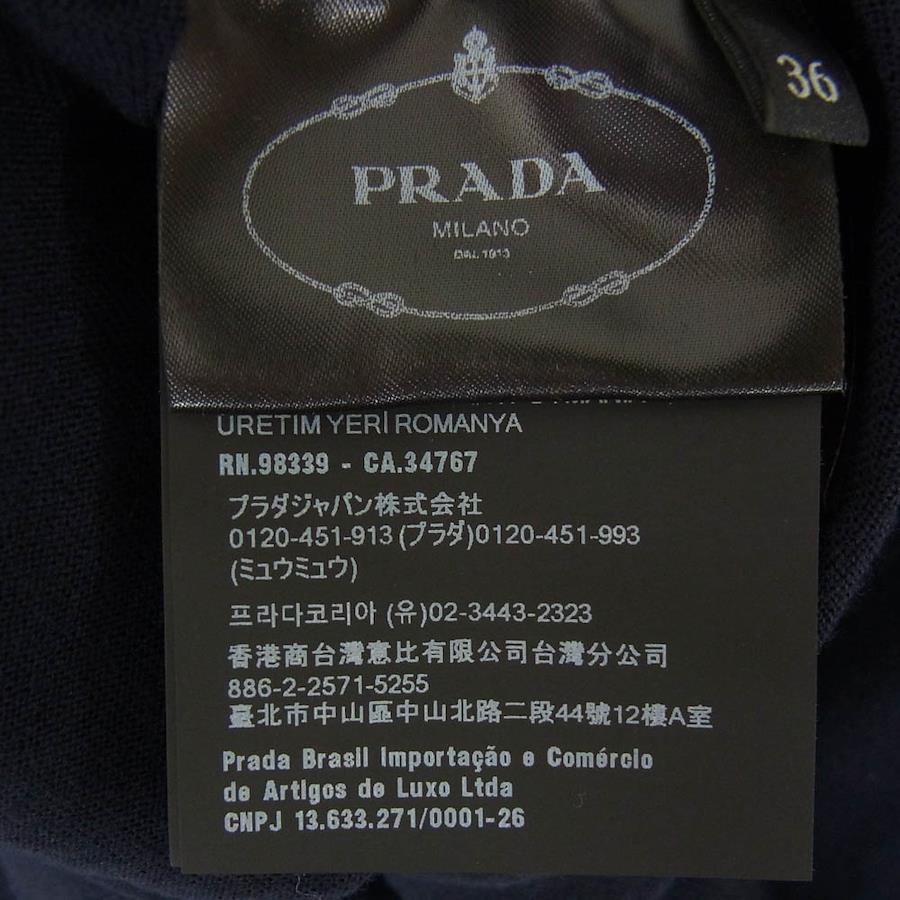 36
PRADA
MILANO
DAL 1913
ÜRETIM YERİ ROMANYA
RN.98339 - CA.34767
プラダジャパン株式会社
0120-451-913 (プラダ)0120-451-993
(ミュウミュウ)
프라다코리아 (유)02-3443-2323
香港商台灣惠比有限公司台灣分公司
886-2-2571-5255
臺北市中山區中山北路二段44號12樓A室
Prada Brasil Importação e Comércio
de Artigos de Luxo Ltda
CNPJ 13.633.271/0001-26